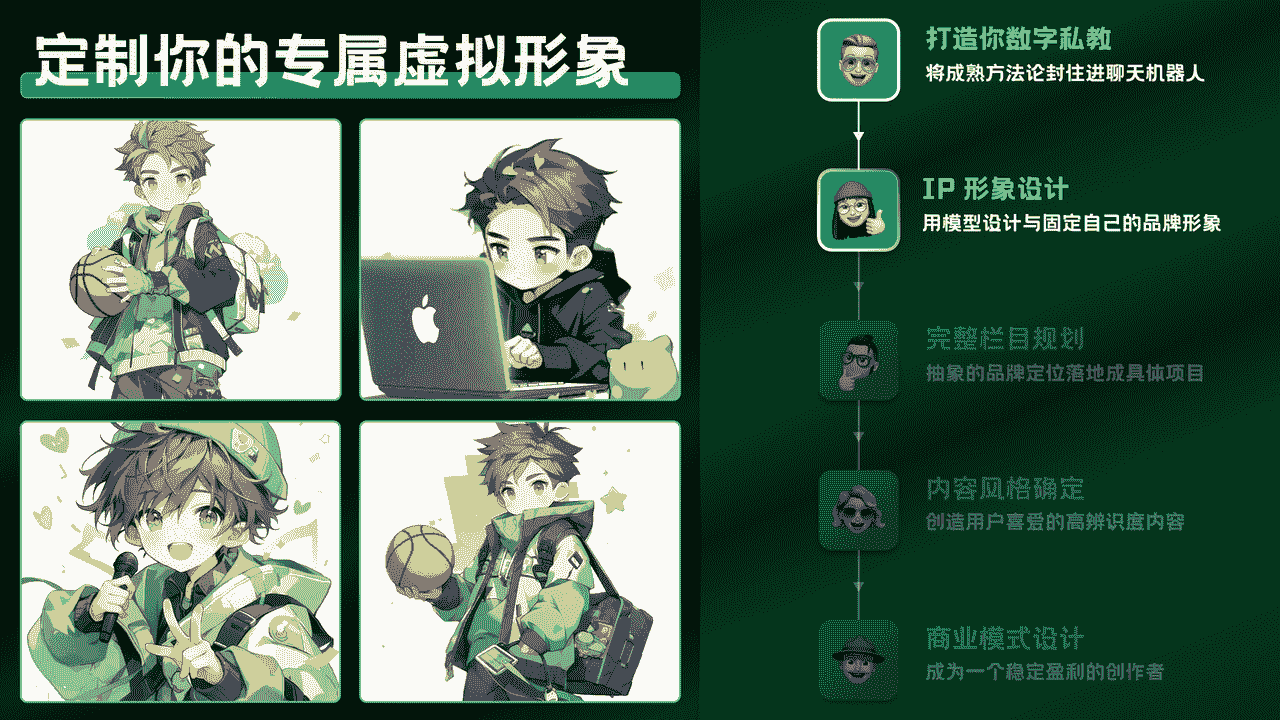 定制你的专属虚拟形象
打造你数字私教
将成熟方法论封住进聊天机器人
IP 形象设计
用模型设计与固定自己的品牌形象
完整栏目规划
抽象的品牌定位落地成具体项目
内容风格确定
创造用户喜爱的高辨识度内容
商业模式设计
成为一个稳定盈利的创作者